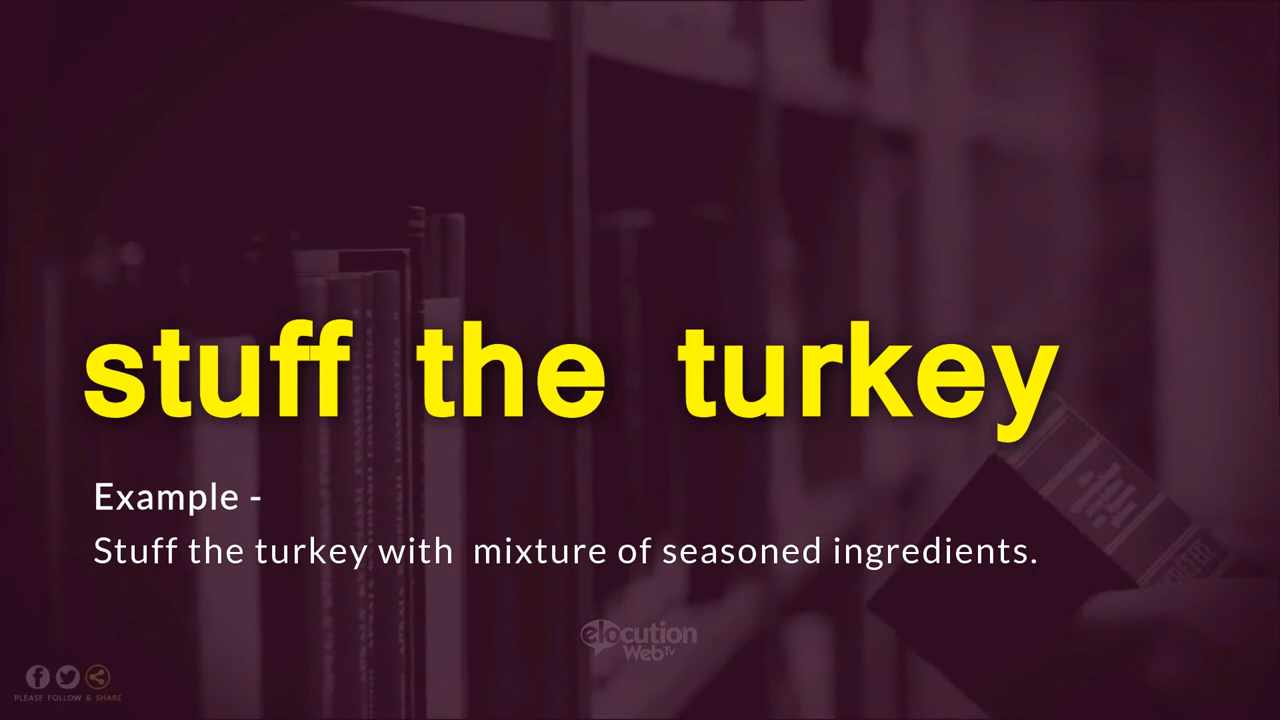 stuff the turkey
Example -
Stuff the turkey with mixture of seasoned ingredients.
elocution
Web TV
PLEASE FOLLOW & SHARE